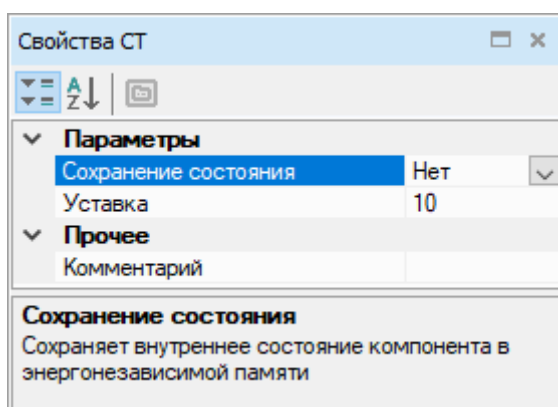 Свойства СТ
Параметры
Сохранение состояния Нет
Уставка 10
Прочее
Комментарий
Сохранение состояния
Сохраняет внутреннее состояние компонента в
энергонезависимой памяти